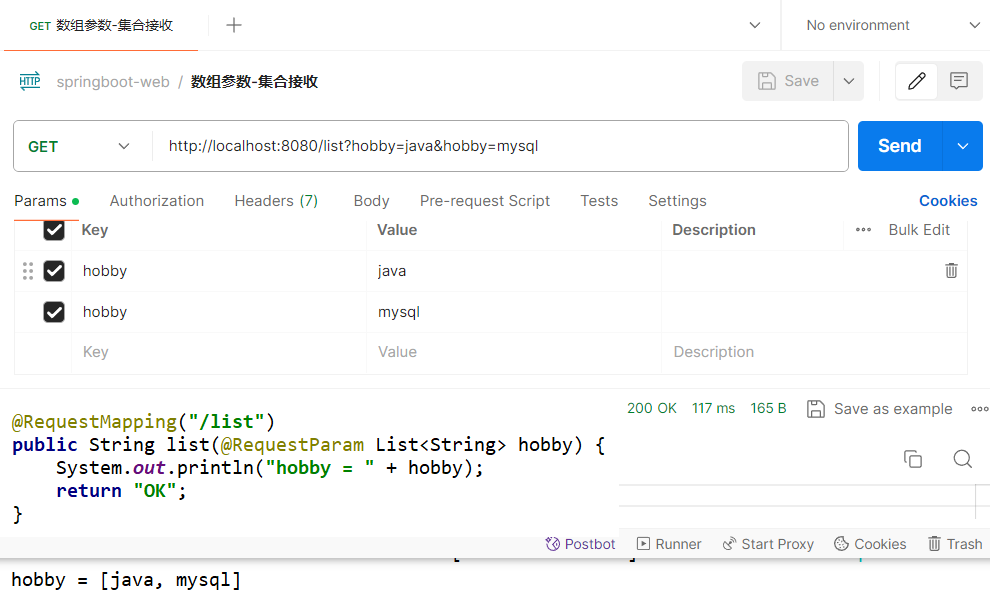 GET 数组参数-集合接收
No environment
HTTP springboot-web / 数组参数-集合接收
Save
GET http://localhost:8080/list?hobby=java&hobby=mysql
Send
Params Authorization Headers (7) Body Pre-request Script Tests Settings Cookies
Key Value Description Bulk Edit
hobby java
hobby mysql
Key Value Description
200 OK 117 ms 165 B Save as example
@RequestMapping("/list")
public String list(@RequestParam List<String> hobby) {
System.out.println("hobby = " + hobby);
return "OK";
}
Postbot Runner Start Proxy Cookies Trash
hobby = [java, mysql]